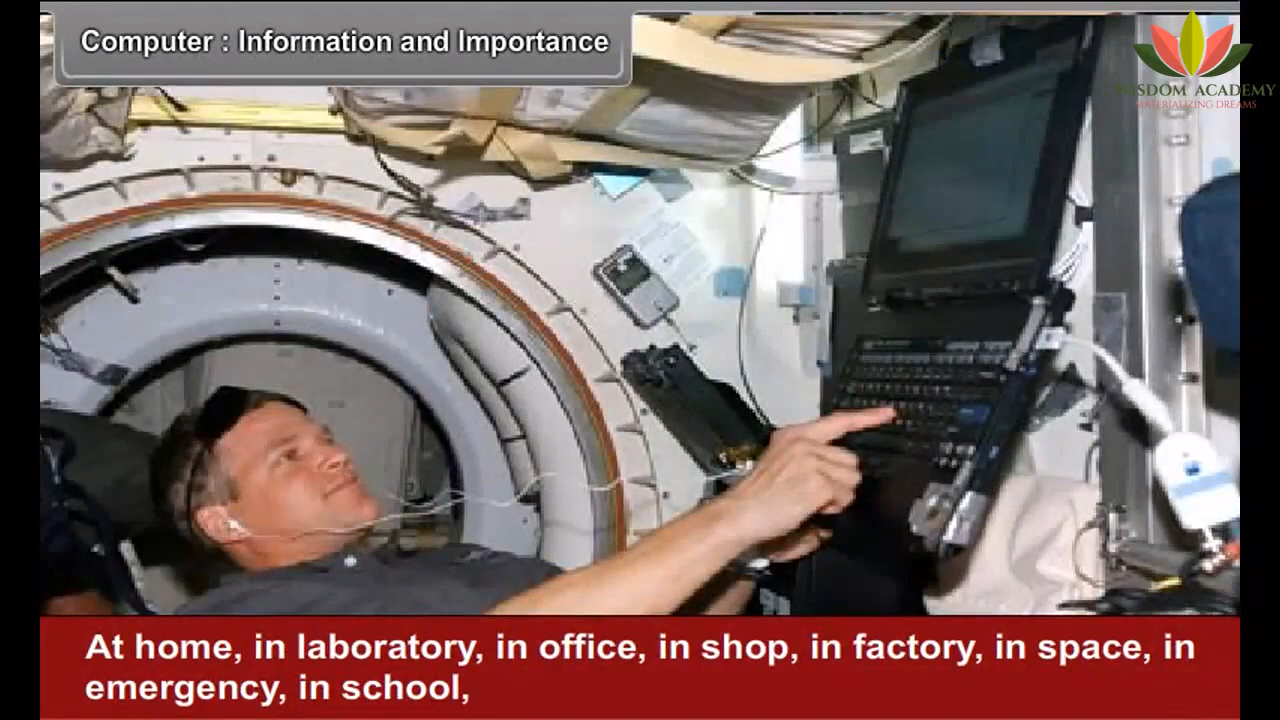 Computer : Information and Importance
WISDOM ACADEMY
MATERIALIZING DREAMS
At home, in laboratory, in office, in shop, in factory, in space, in
emergency, in school,